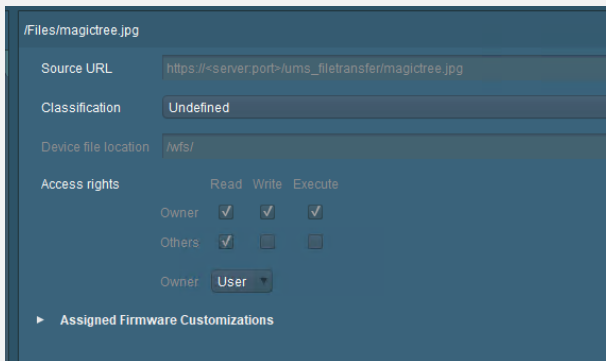 /Files/magictree.jpg
Source URL https://<server:port>/ums_filetransfer/magictree.jpg
Classification Undefined
Device file location /wfs/
Access rights Read Write Execute
Owner
Others
Owner User
Assigned Firmware Customizations